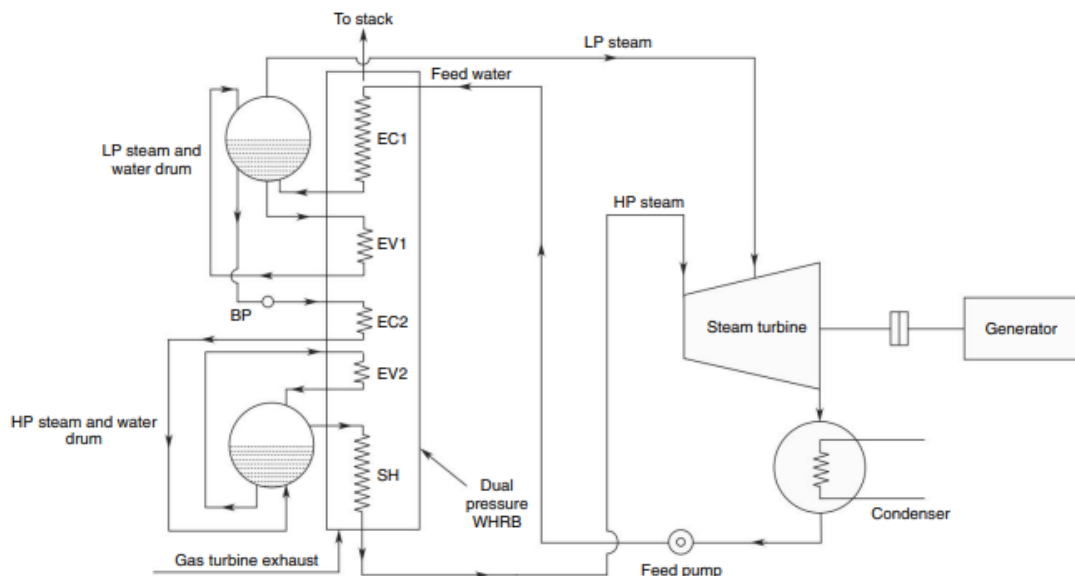 To stack
LP steam
Feed water
EC1
LP steam and
water drum
HP steam
EV1
BP
EC2
Steam turbine
Generator
EV2
HP steam and water
drum
SH
Dual
pressure
WHRB
Condenser
Gas turbine exhaust
Feed pump